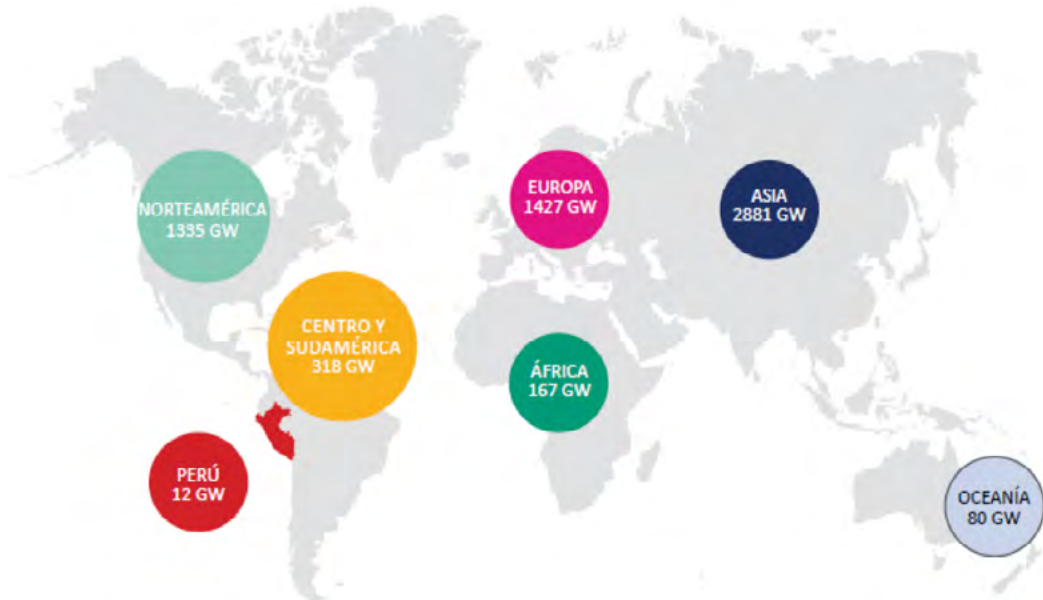 NORTEAMÉRICA
1335 GW
EUROPA
1427 GW
ASIA
2881 GW
CENTRO Y
SUDAMÉRICA
318 GW
ÁFRICA
167 GW
PERÚ
12 GW
OCEANÍA
80 GW